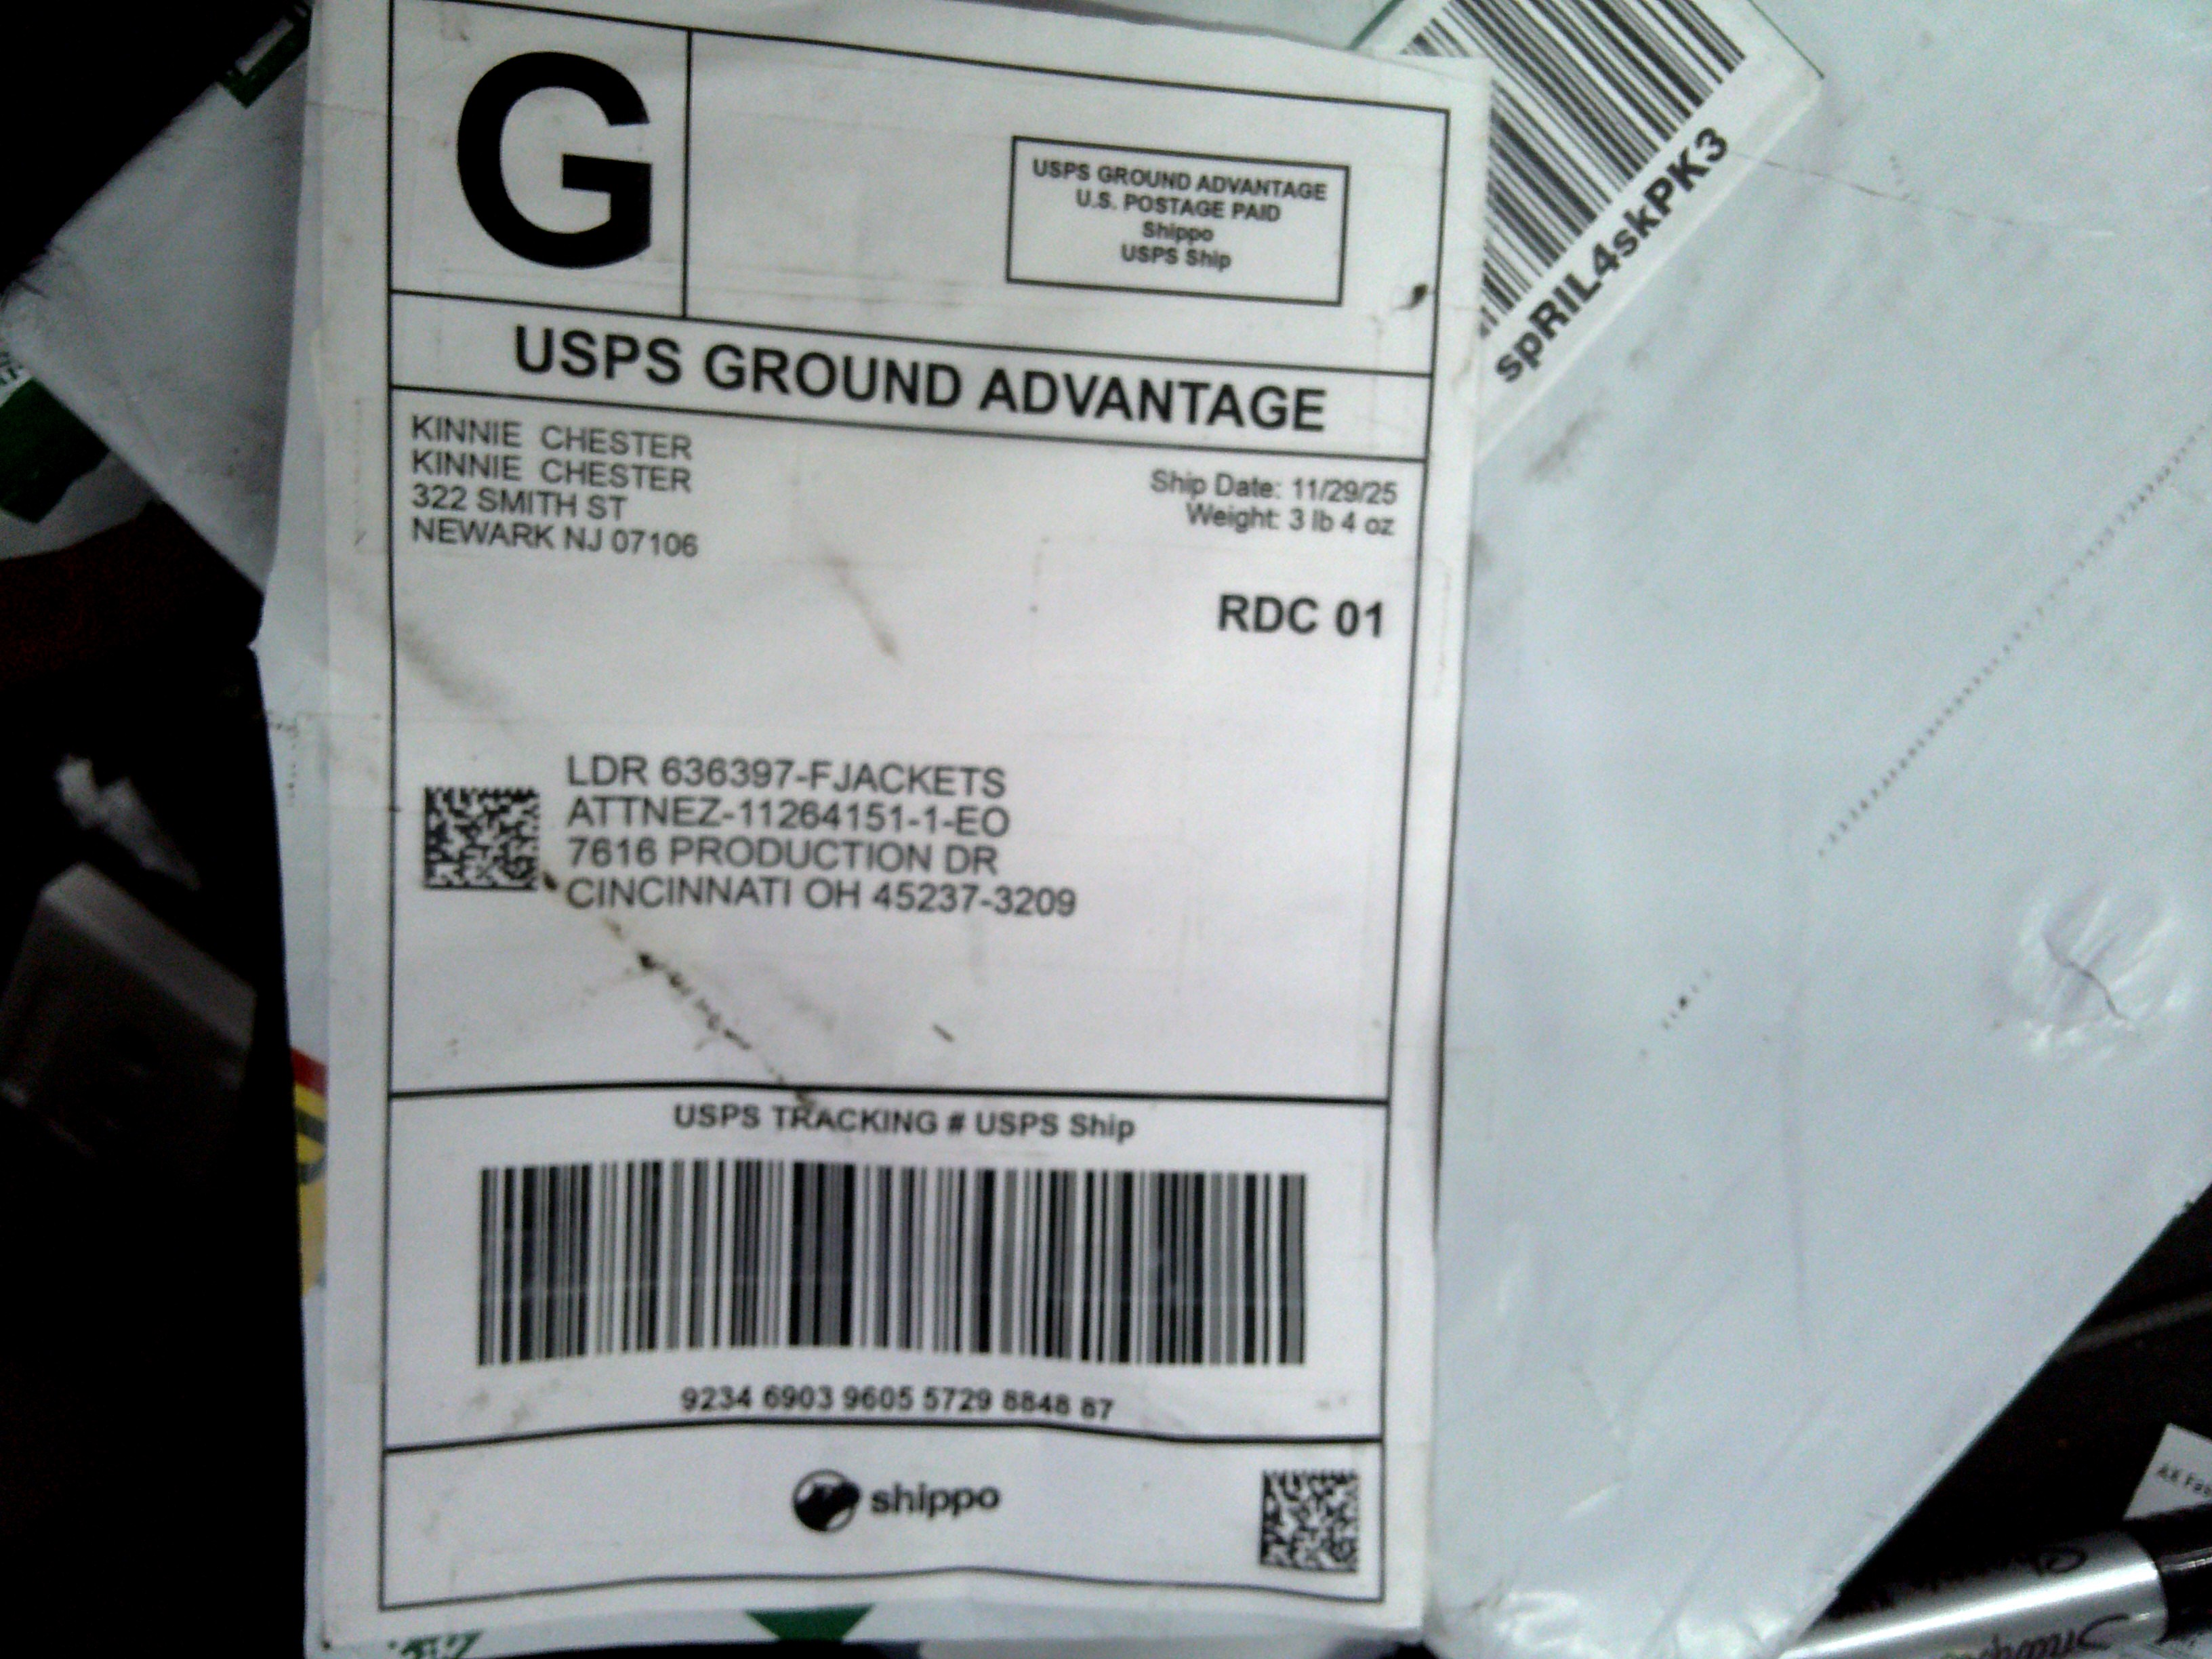 G
USPS GROUND ADVANTAGE
U.S. POSTAGE PAID
Shippo
USPS Ship
spRIL4skPK3
USPS GROUND ADVANTAGE
KINNIE CHESTER
KINNIE CHESTER
322 SMITH ST
NEWARK NJ 07106
Ship Date: 11/29/25
Weight: 3 lb 4 oz
RDC 01
LDR 636397-FJACKETS
ATTNEZ-11264151-1-EO
7616 PRODUCTION DR
CINCINNATI OH 45237-3209
USPS TRACKING # USPS Ship
9234 6903 9605 5729 8848 87
shippo